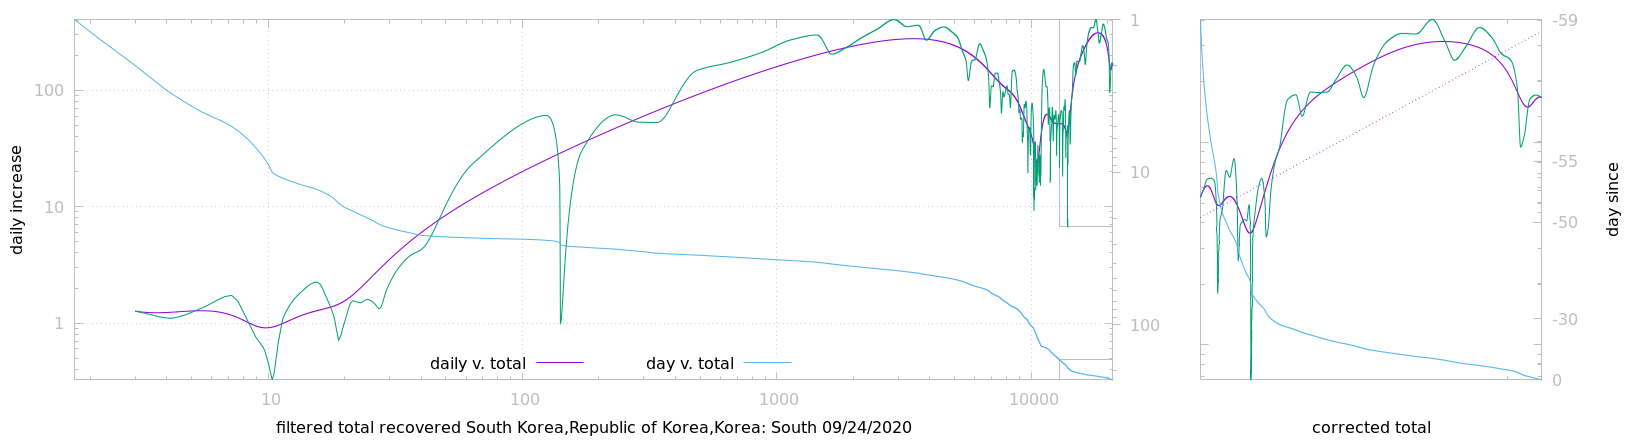 1
-59
100
10
-55
10
-50
1
100
-30
0
daily increase
day since
daily v. total
day v. total
10
100
1000
10000
filtered total recovered South Korea,Republic of Korea,Korea: South 09/24/2020
corrected total